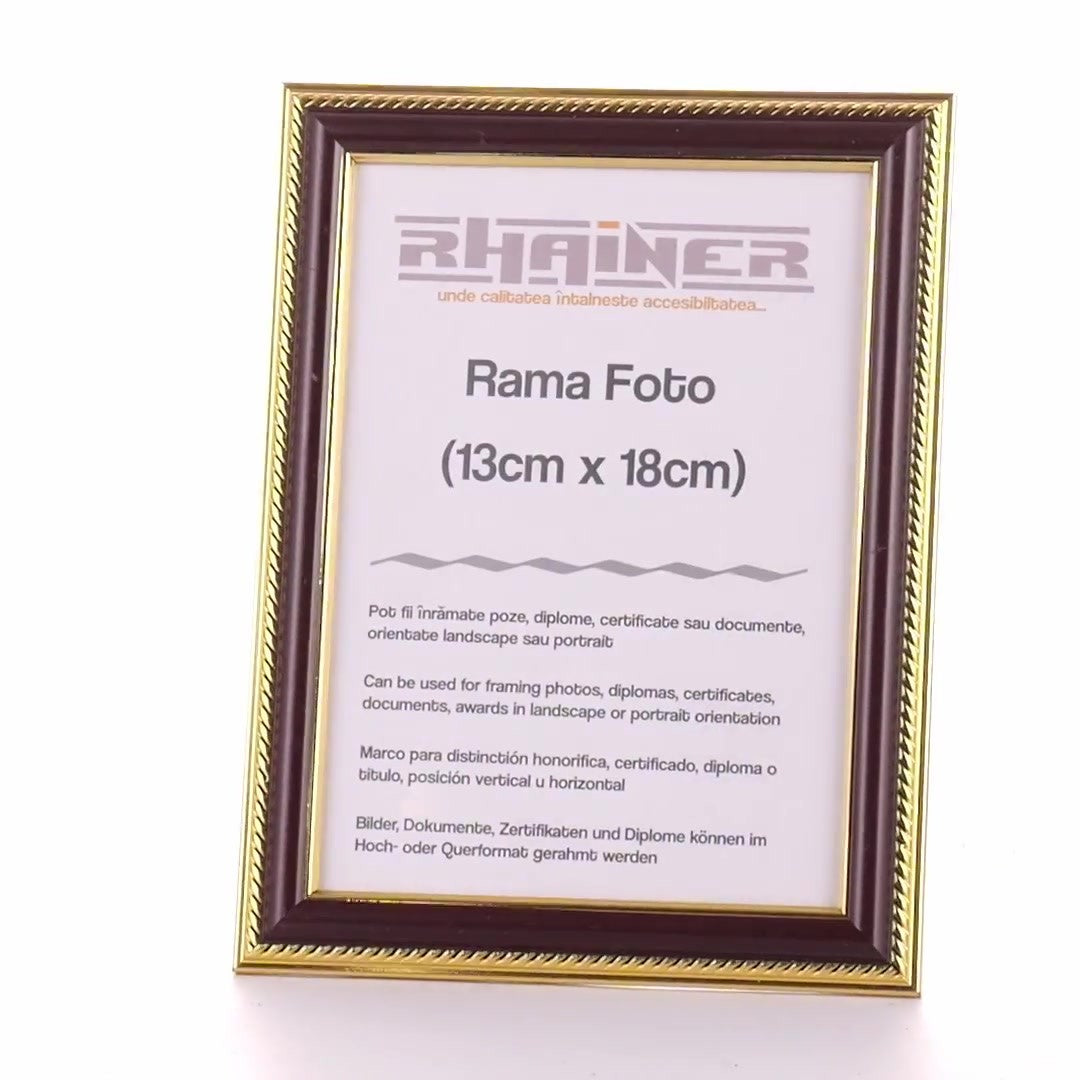 RHAINER
unde calitatea întalneste accesibilitatea...
Rama Foto
(13cm x 18cm)
Pot fii înrămate poze, diplome, certificate sau documente,
orientate landscape sau portrait
Can be used for framing photos, diplomas, certificates,
documents, awards in landscape or portrait orientation
Marco para distinctión honorifica, certificado, diploma o
titulo, posición vertical u horizontal
Bilder, Dokumente, Zertifikaten und Diplome können im
Hoch- oder Querformat gerahmt werden